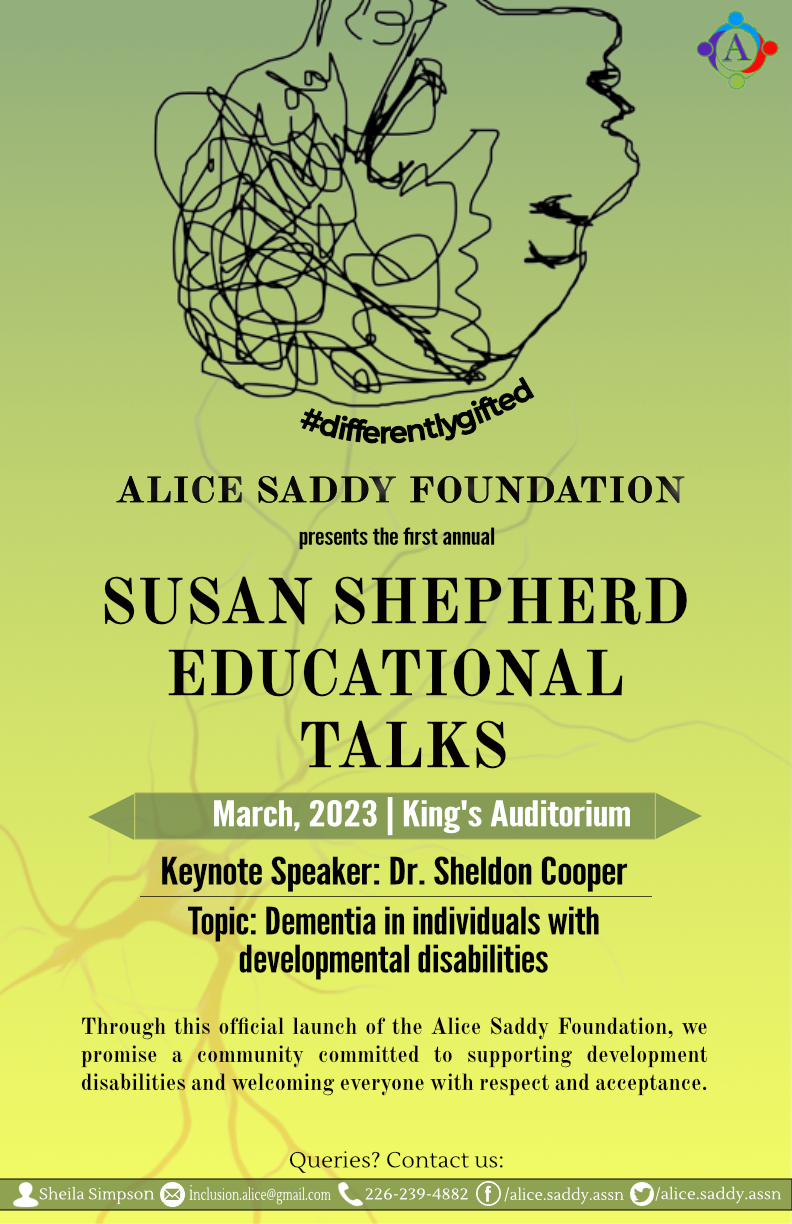 A
#differentlygifted
ALICE SADDY FOUNDATION
presents the first annual
SUSAN SHEPHERD
EDUCATIONAL
TALKS
March, 2023 | King's Auditorium
Keynote Speaker: Dr. Sheldon Cooper
Topic: Dementia in individuals with
developmental disabilities
Through this official launch of the Alice Saddy Foundation, we
promise a community committed to supporting development
disabilities and welcoming everyone with respect and acceptance.
Queries? Contact us:
Sheila Simpson inclusion.alice@gmail.com 226-239-4882 f /alice.saddy.assn /alice.saddy.assn